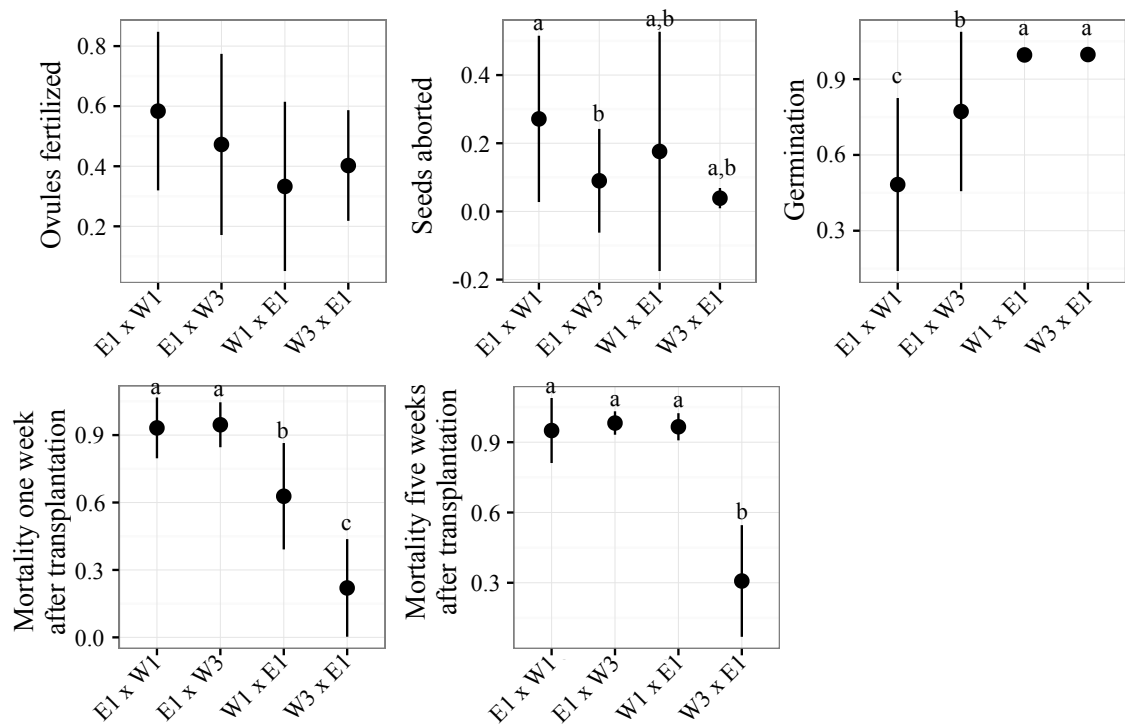 Ovules fertilized
0.8
0.6
0.4
0.2
E1 x W1
E1 x W3
W1 x E1
W3 x E1
Seeds aborted
0.4
0.2
0.0
-0.2
a
b
a,b
a,b
E1 x W1
E1 x W3
W1 x E1
W3 x E1
Germination
0.9
0.6
0.3
c
b
a
a
E1 x W1
E1 x W3
W1 x E1
W3 x E1
Mortality one week
after transplantation
0.9
0.6
0.3
0.0
a
a
b
c
E1 x W1
E1 x W3
W1 x E1
W3 x E1
Mortality five weeks
after transplantation
0.9
0.6
0.3
a
a
a
b
E1 x W1
E1 x W3
W1 x E1
W3 x E1